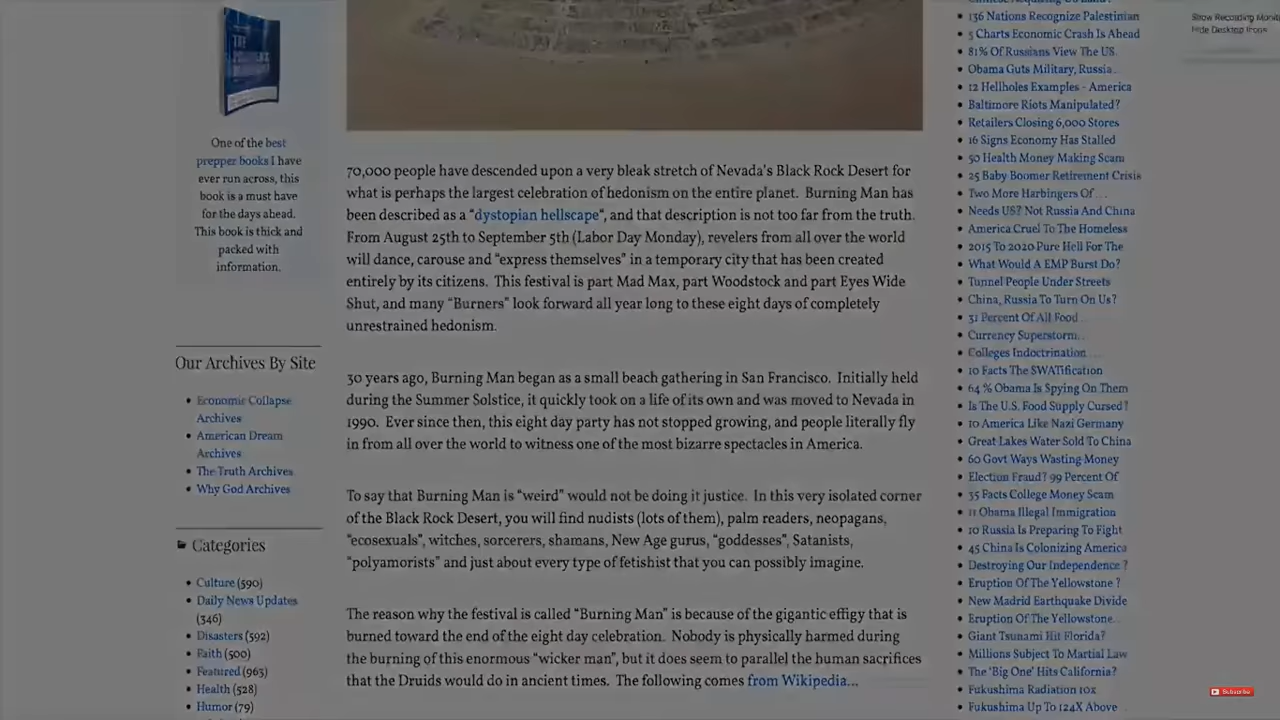 One of the best
prepper books I have
ever run across, this
book is a must have
for the days ahead.
This book is thick and
packed with
information.
Our Archives By Site
• Economic Collapse
Archives
• American Dream
Archives
• The Truth Archives
• Why God Archives
Categories
• Culture (590)
• Daily News Updates
(346)
• Disasters (592)
• Faith (500)
• Featured (963)
• Health (528)
• Humor (79)
70,000 people have descended upon a very bleak stretch of Nevada's Black Rock Desert for
what is perhaps the largest celebration of hedonism on the entire planet. Burning Man has
been described as a "dystopian hellscape", and that description is not too far from the truth.
From August 25th to September 5th (Labor Day Monday), revelers from all over the world
will dance, carouse and "express themselves" in a temporary city that has been created
entirely by its citizens. This festival is part Mad Max, part Woodstock and part Eyes Wide
Shut, and many "Burners" look forward all year long to these eight days of completely
unrestrained hedonism.
30 years ago, Burning Man began as a small beach gathering in San Francisco. Initially held
during the Summer Solstice, it quickly took on a life of its own and was moved to Nevada in
1990. Ever since then, this eight day party has not stopped growing, and people literally fly
in from all over the world to witness one of the most bizarre spectacles in America.
To say that Burning Man is "weird" would not be doing it justice. In this very isolated corner
of the Black Rock Desert, you will find nudists (lots of them), palm readers, neopagans,
"ecosexuals", witches, sorcerers, shamans, New Age gurus, "goddesses", Satanists,
"polyamorists" and just about every type of fetishist that you can possibly imagine.
The reason why the festival is called "Burning Man" is because of the gigantic effigy that is
burned toward the end of the eight day celebration. Nobody is physically harmed during
the burning of this enormous "wicker man", but it does seem to parallel the human sacrifices
that the Druids would do in ancient times. The following comes from Wikipedia...
• 136 Nations Recognize Palestinian
• 5 Charts Economic Crash Is Ahead
• 81% Of Russians View The US.
• Obama Guts Military, Russia..
• 12 Hellholes Examples - America
• Baltimore Riots Manipulated?
• Retailers Closing 6,000 Stores
• 16 Signs Economy Has Stalled
• 50 Health Money Making Scam
• 25 Baby Boomer Retirement Crisis
• Two More Harbingers Of...
• Needs US? Not Russia And China
• America Cruel To The Homeless
• 2015 To 2020 Pure Hell For The
• What Would A EMP Burst Do?
• Tunnel People Under Streets
• China, Russia To Turn On Us?
• 31 Percent Of All Food..
• Currency Superstorm..
• Colleges Indoctrination....
• 10 Facts The SWATification
• 64 % Obama Is Spying On Them
• Is The U.S. Food Supply Cursed?
• 10 America Like Nazi Germany
• Great Lakes Water Sold To China
• 60 Govt Ways Wasting Money
• Election Fraud? 99 Percent Of
• 35 Facts College Money Scam
• 11 Obama Illegal Immigration
• 10 Russia Is Preparing To Fight
• 45 China Is Colonizing America
• Destroying Our Independence ?
• Eruption Of The Yellowstone ?
• New Madrid Earthquake Divide
• Eruption Of The Yellowstone..
• Giant Tsunami Hit Florida?
• Millions Subject To Martial Law
• The 'Big One' Hits California?
• Fukushima Radiation 10x
• Fukushima Up To 124X Above
Show Recording Monit
Hide Desktop Icons
Subscribe